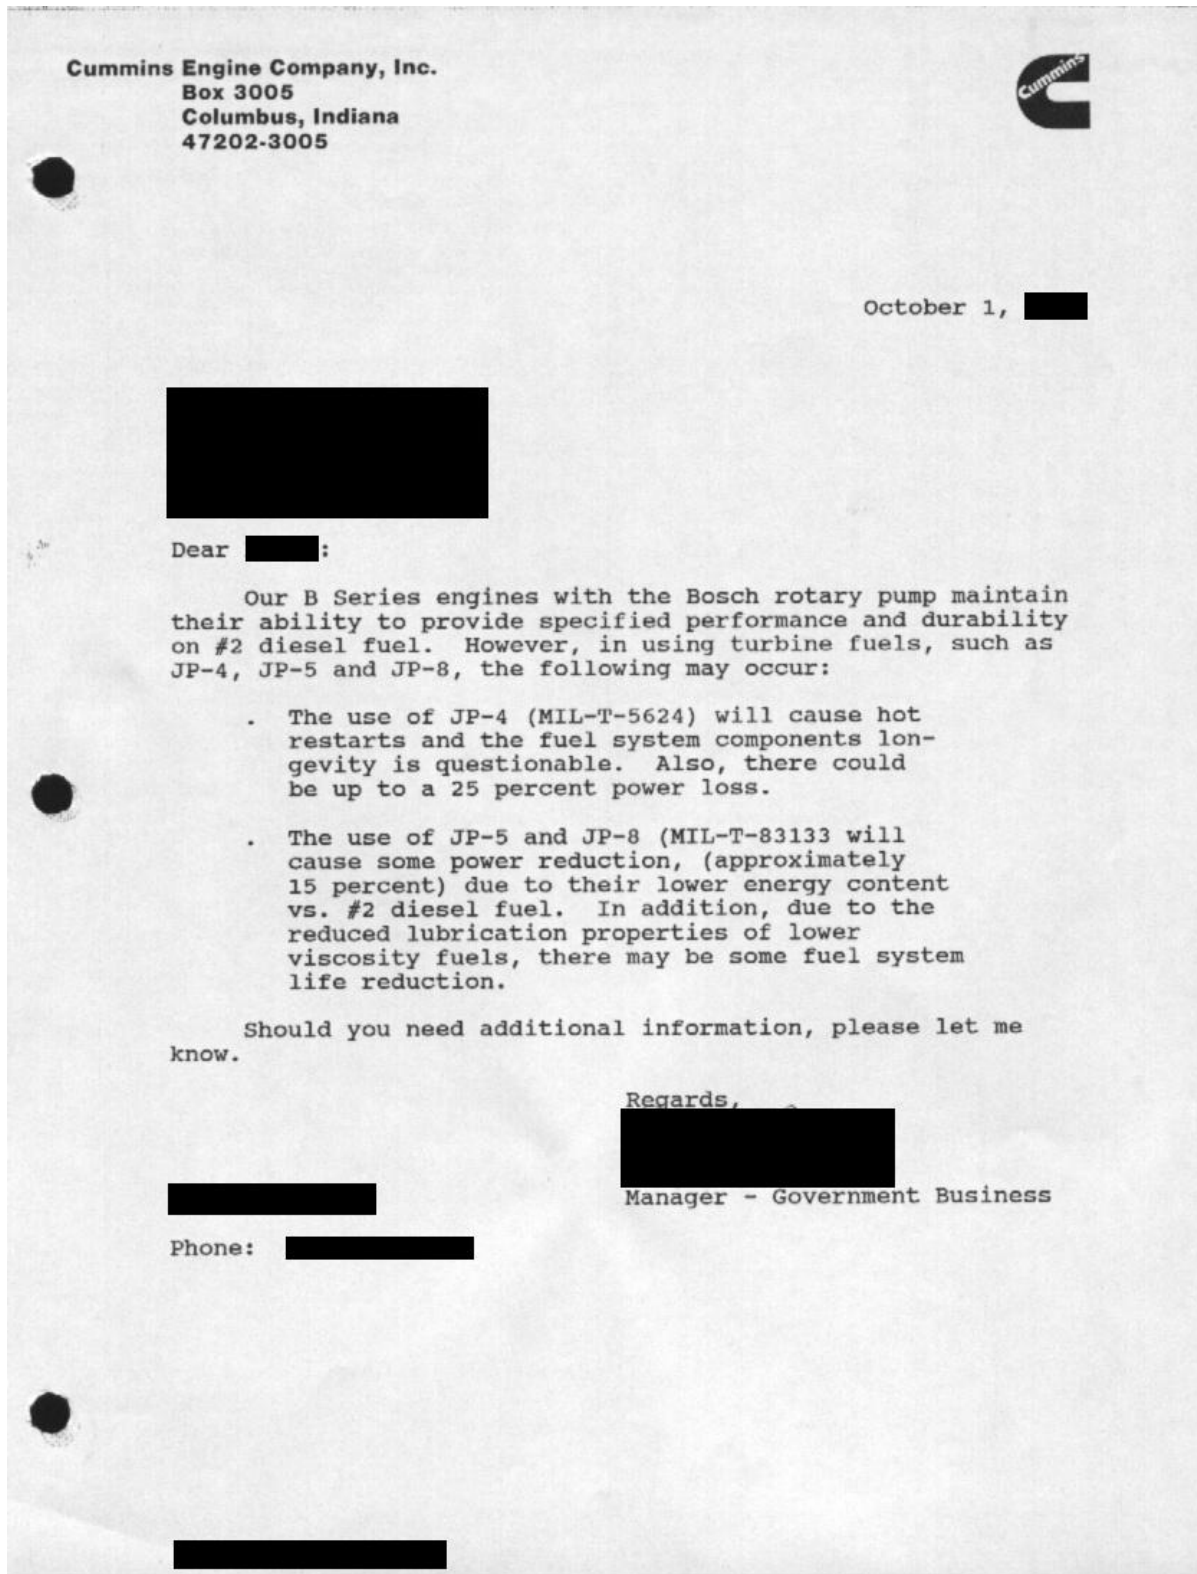 Cummins Engine Company, Inc.
Box 3005
Columbus, Indiana
47202-3005
Cummins
October 1,
Dear :
Our B Series engines with the Bosch rotary pump maintain
their ability to provide specified performance and durability
on #2 diesel fuel. However, in using turbine fuels, such as
JP-4, JP-5 and JP-8, the following may occur:
. The use of JP-4 (MIL-T-5624) will cause hot
restarts and the fuel system components lon-
gevity is questionable. Also, there could
be up to a 25 percent power loss.
. The use of JP-5 and JP-8 (MIL-T-83133 will
cause some power reduction, (approximately
15 percent) due to their lower energy content
vs. #2 diesel fuel. In addition, due to the
reduced lubrication properties of lower
viscosity fuels, there may be some fuel system
life reduction.
Should you need additional information, please let me
know.
Regards,
Manager - Government Business
Phone: